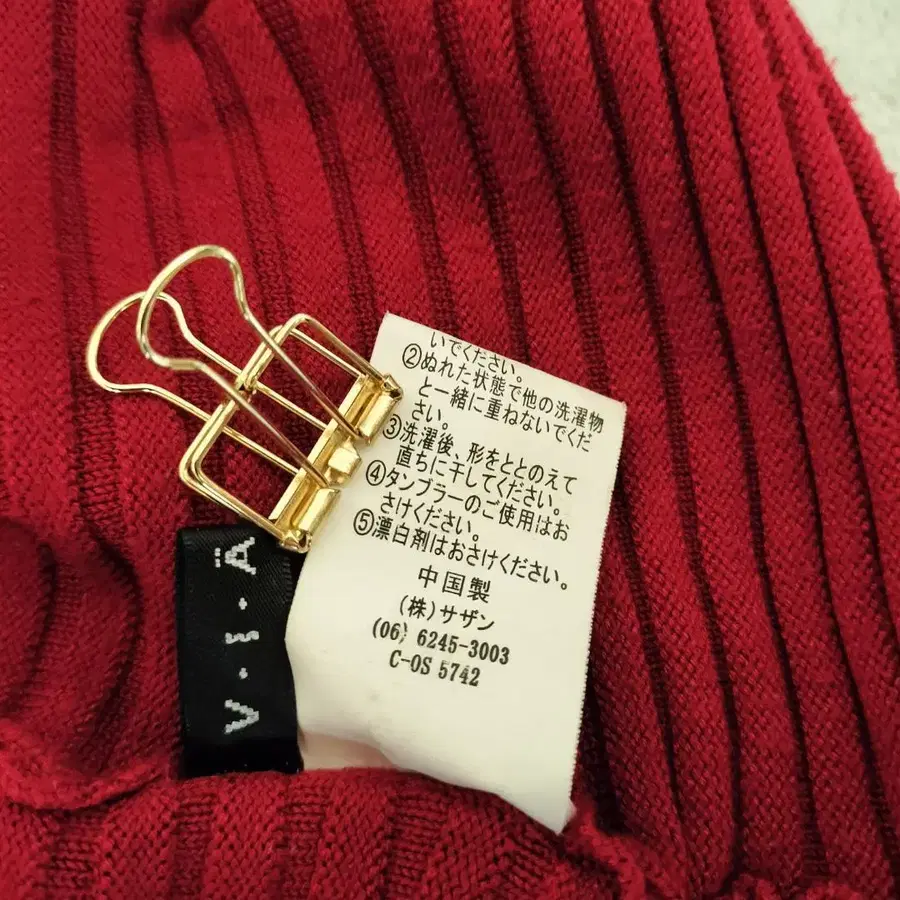 いでください。
②ぬれた状態で他の洗濯物
と一緒に重ねないでくだ
さい。
③洗濯後、形をととのえて
直ちに干してください。
④タンブラーのご使用はお
さけください。
⑤漂白剤はおさけください。
中国製
(株)サザン
(06) 6245-3003
C-OS 5742
V·I·Ä